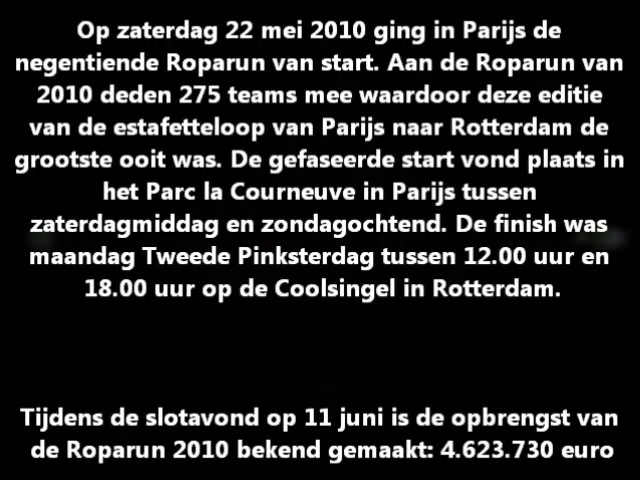 Op zaterdag 22 mei 2010 ging in Parijs de
negentiende Roparun van start. Aan de Roparun van
2010 deden 275 teams mee waardoor deze editie
van de estafetteloop van Parijs naar Rotterdam de
grootste ooit was. De gefaseerde start vond plaats in
het Parc la Courneuve in Parijs tussen
zaterdagmiddag en zondagochtend. De finish was
maandag Tweede Pinksterdag tussen 12.00 uur en
18.00 uur op de Coolsingel in Rotterdam.
Tijdens de slotavond op 11 juni is de opbrengst van
de Roparun 2010 bekend gemaakt: 4.623.730 euro